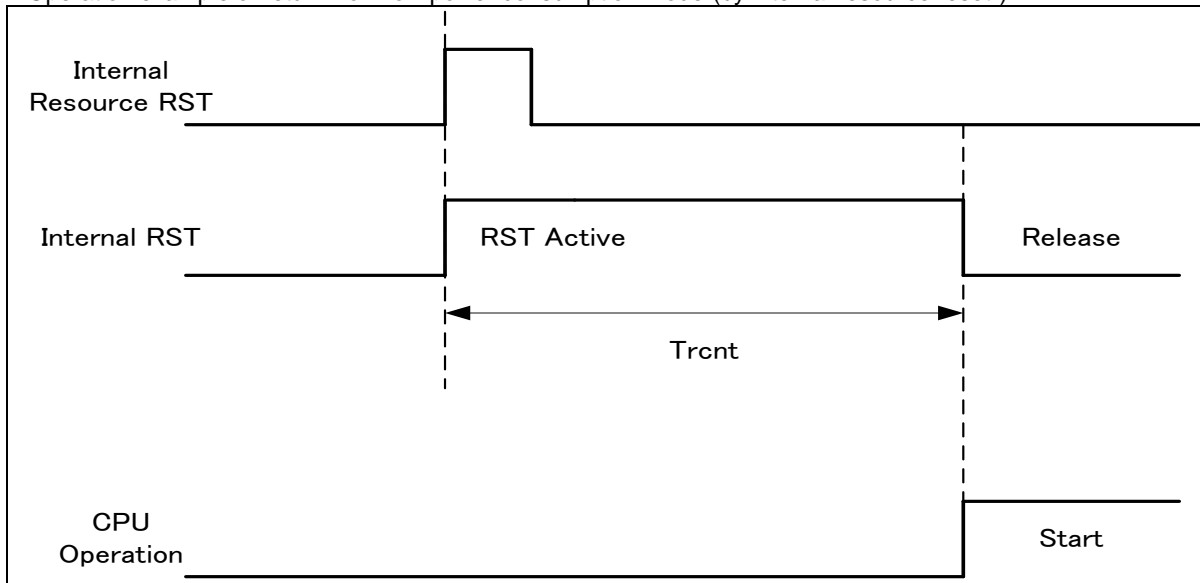 Internal
Resource RST
Internal RST
RST Active
Release
Trcnt
CPU
Operation
Start